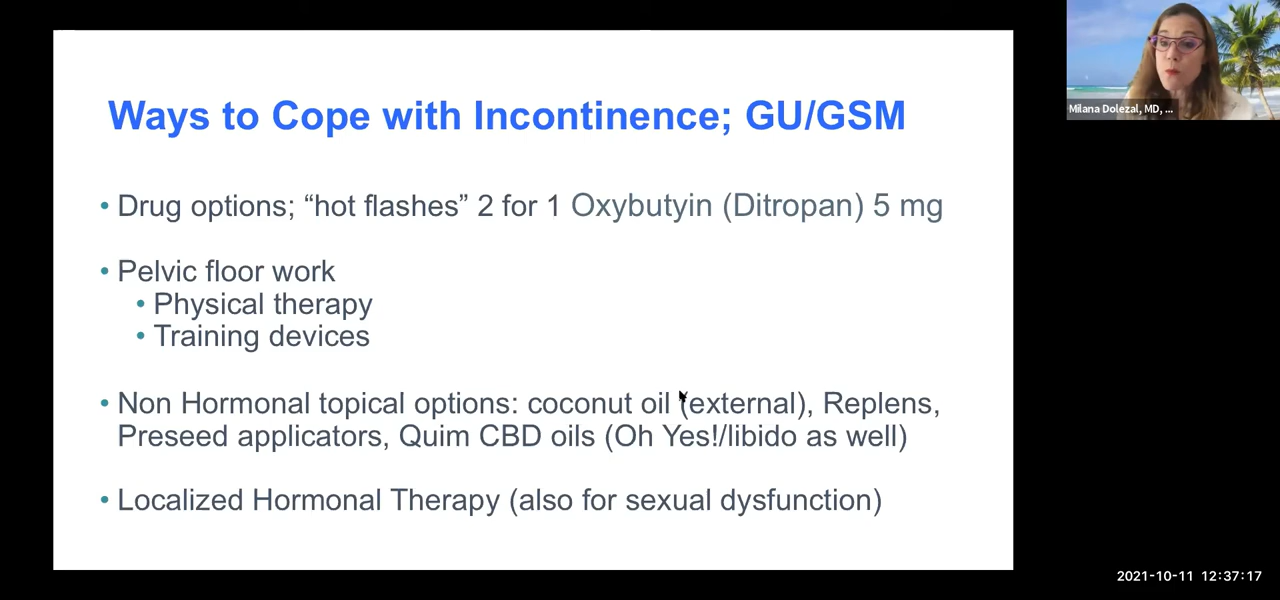 Ways to Cope with Incontinence; GU/GSM
• Drug options; “hot flashes” 2 for 1 Oxybutyin (Ditropan) 5 mg
• Pelvic floor work
• Physical therapy
• Training devices
• Non Hormonal topical options: coconut oil (external), Replens,
Preseed applicators, Quim CBD oils (Oh Yes!/libido as well)
• Localized Hormonal Therapy (also for sexual dysfunction)
Milana Dolezal, MD, ...
2021-10-11 12:37:17